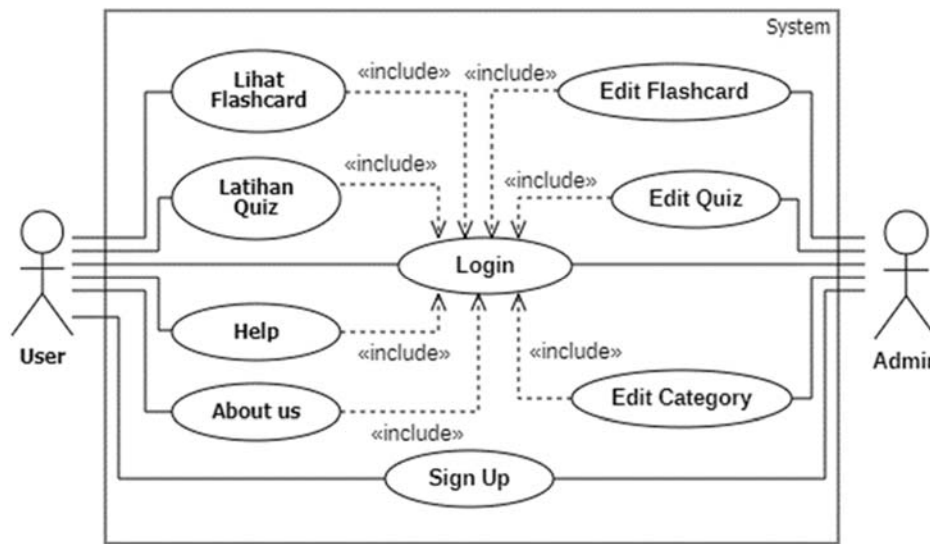 System
Lihat
Flashcard
«include»
«include»
Edit Flashcard
Latihan
Quiz
«include»
«include»
Edit Quiz
Login
User
Admin
Help
«include»
«include»
About us
«include»
Edit Category
Sign Up